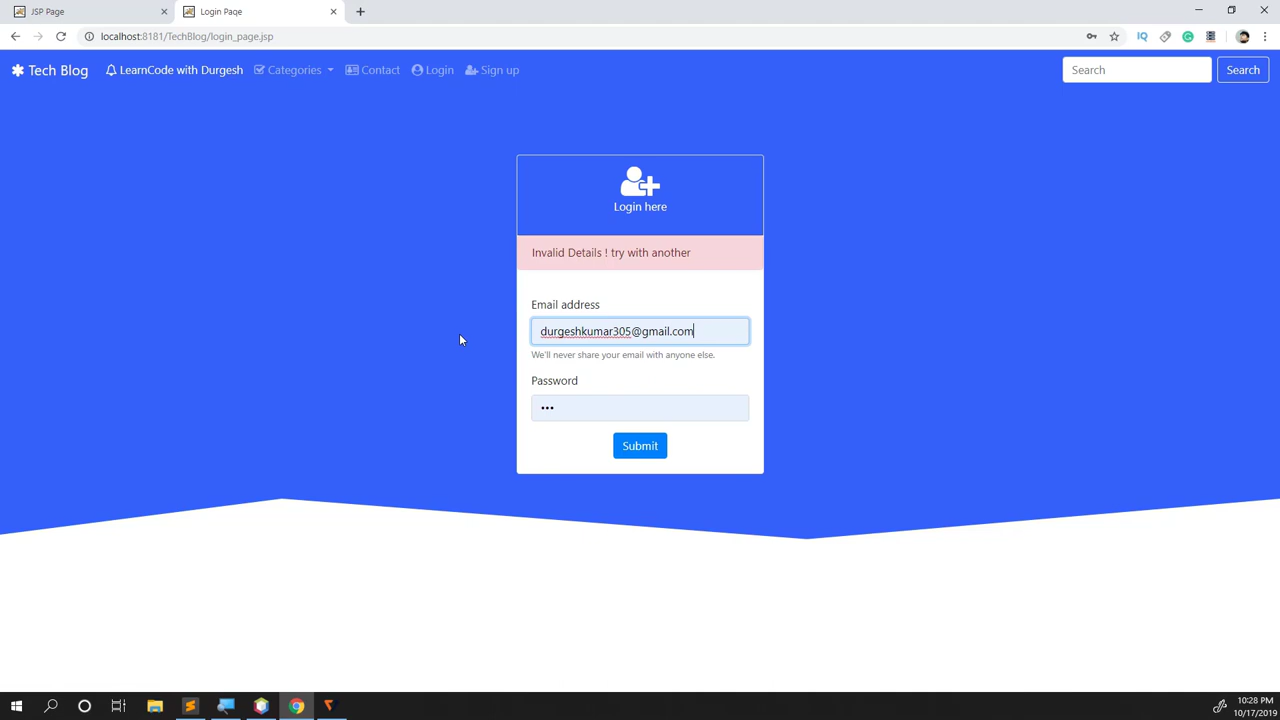 JSP Page
Login Page
localhost:8181/TechBlog/login_page.jsp
Tech Blog LearnCode with Durgesh Categories Contact Login Sign up Search Search
Login here
Invalid Details ! try with another
Email address
durgeshkumar305@gmail.com
We'll never share your email with anyone else.
Password
Submit
10:28 PM
10/17/2019